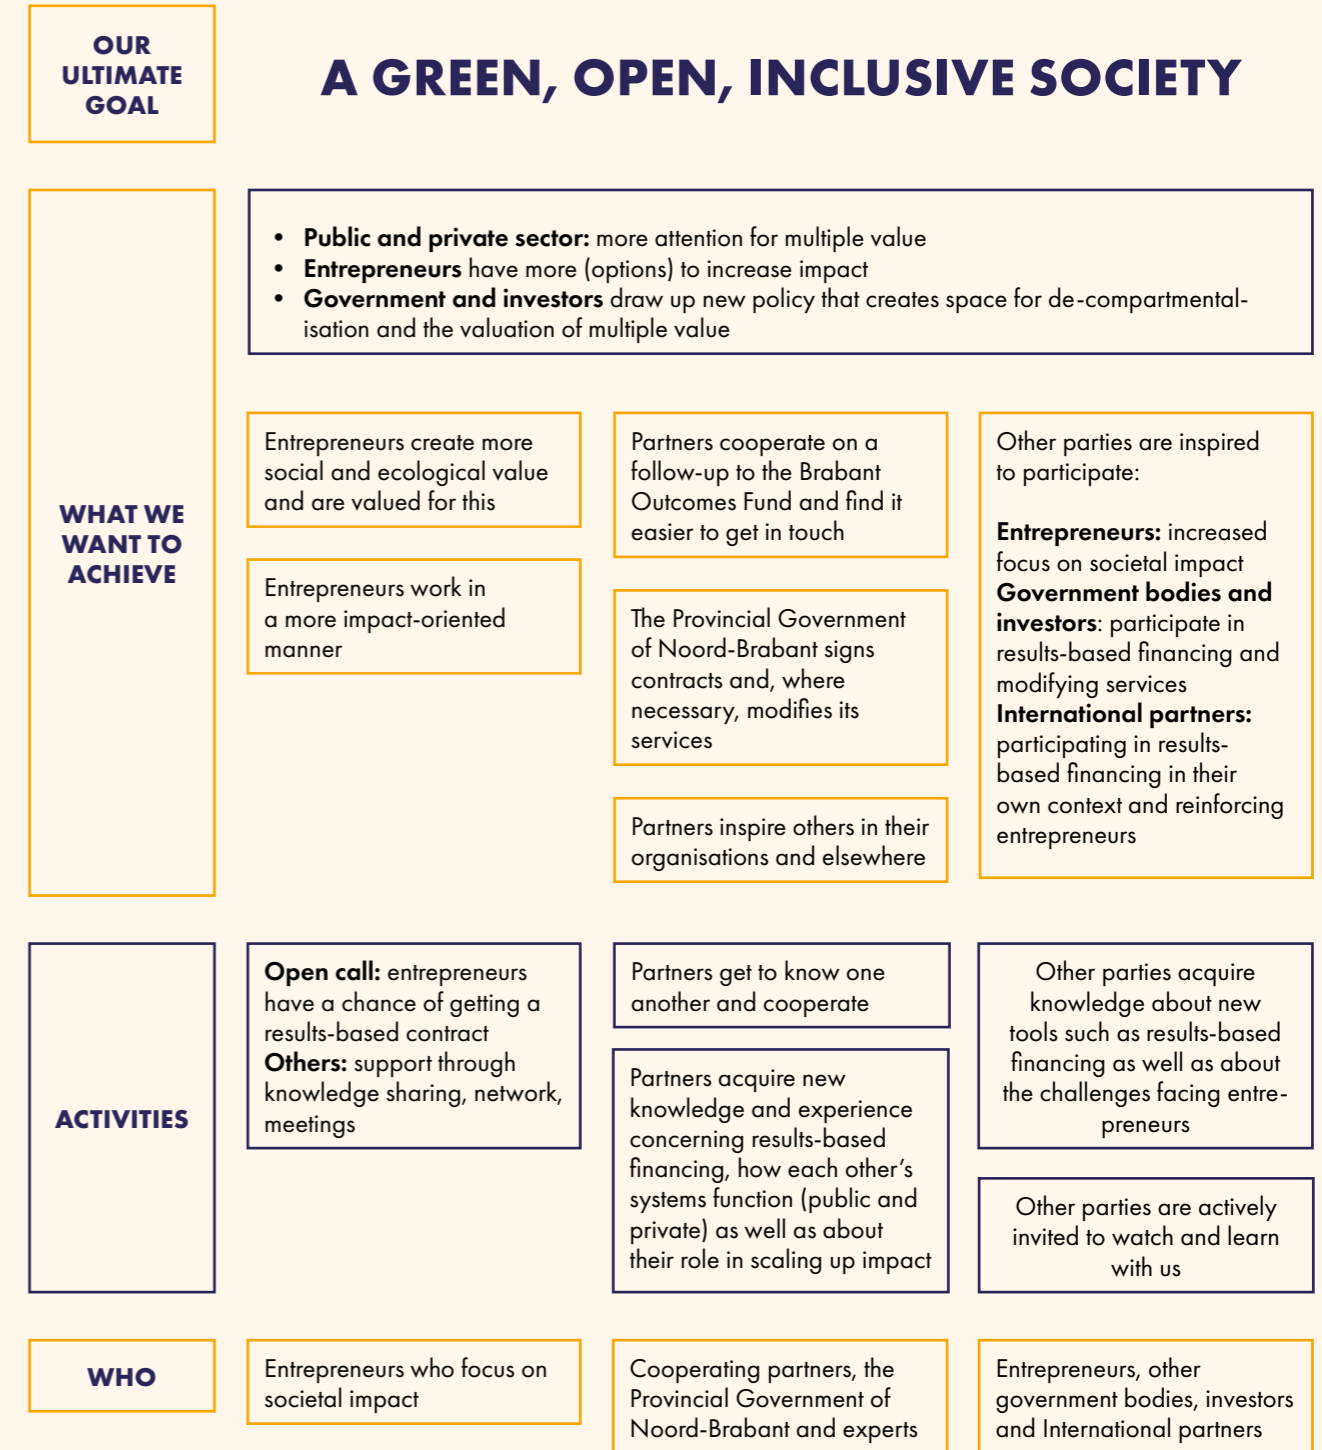 OUR
ULTIMATE
GOAL
A GREEN, OPEN, INCLUSIVE SOCIETY
WHAT WE
WANT TO
ACHIEVE
• Public and private sector: more attention for multiple value
• Entrepreneurs have more (options) to increase impact
• Government and investors draw up new policy that creates space for de-compartmental-
isation and the valuation of multiple value
Entrepreneurs create more
social and ecological value
and are valued for this
Entrepreneurs work in
a more impact-oriented
manner
Partners cooperate on a
follow-up to the Brabant
Outcomes Fund and find it
easier to get in touch
The Provincial Government
of Noord-Brabant signs
contracts and, where
necessary, modifies its
services
Partners inspire others in their
organisations and elsewhere
Other parties are inspired
to participate:
Entrepreneurs: increased
focus on societal impact
Government bodies and
investors: participate in
results-based financing and
modifying services
International partners:
participating in results-
based financing in their
own context and reinforcing
entrepreneurs
ACTIVITIES
Open call: entrepreneurs
have a chance of getting a
results-based contract
Others: support through
knowledge sharing, network,
meetings
Partners get to know one
another and cooperate
Partners acquire new
knowledge and experience
concerning results-based
financing, how each other’s
systems function (public and
private) as well as about
their role in scaling up impact
Other parties acquire
knowledge about new
tools such as results-based
financing as well as about
the challenges facing entre-
preneurs
Other parties are actively
invited to watch and learn
with us
WHO
Entrepreneurs who focus on
societal impact
Cooperating partners, the
Provincial Government of
Noord-Brabant and experts
Entrepreneurs, other
government bodies, investors
and International partners